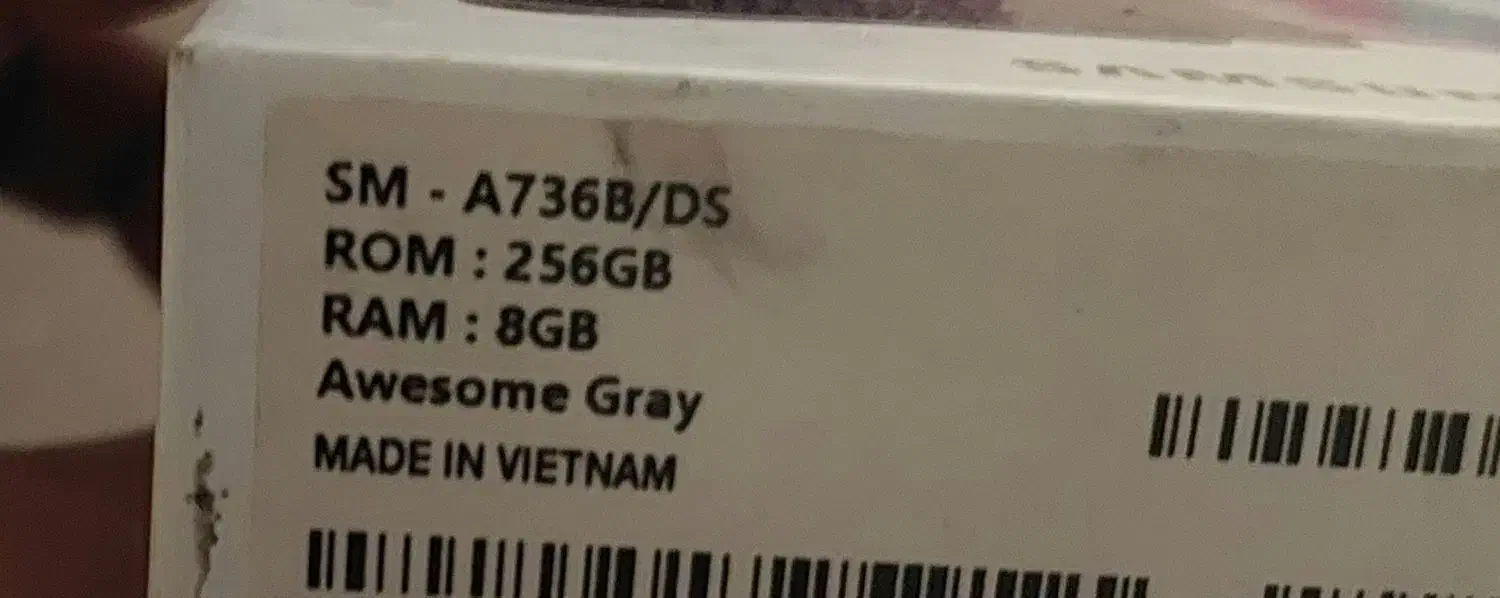 SM - A736B/DS
ROM : 256GB
RAM : 8GB
Awesome Gray
MADE IN VIETNAM